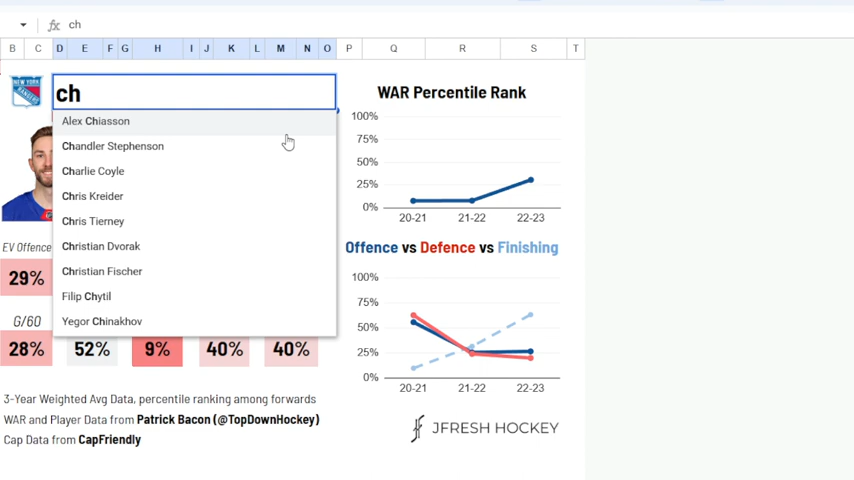 fx ch
B C D E F G H I J K L M N O P Q R S T
NEW YORK
RANGERS
ch
WAR Percentile Rank
Alex Chiasson
Chandler Stephenson
Charlie Coyle
Chris Kreider
Chris Tierney
Christian Dvorak
Christian Fischer
Filip Chytil
Yegor Chinakhov
100%
75%
50%
25%
0%
20-21 21-22 22-23
EV Offence
Offence vs Defence vs Finishing
29%
100%
75%
50%
25%
0%
20-21 21-22 22-23
G/60
28% 52% 9% 40% 40%
3-Year Weighted Avg Data, percentile ranking among forwards
WAR and Player Data from Patrick Bacon (@TopDownHockey)
Cap Data from CapFriendly
JFRESH HOCKEY